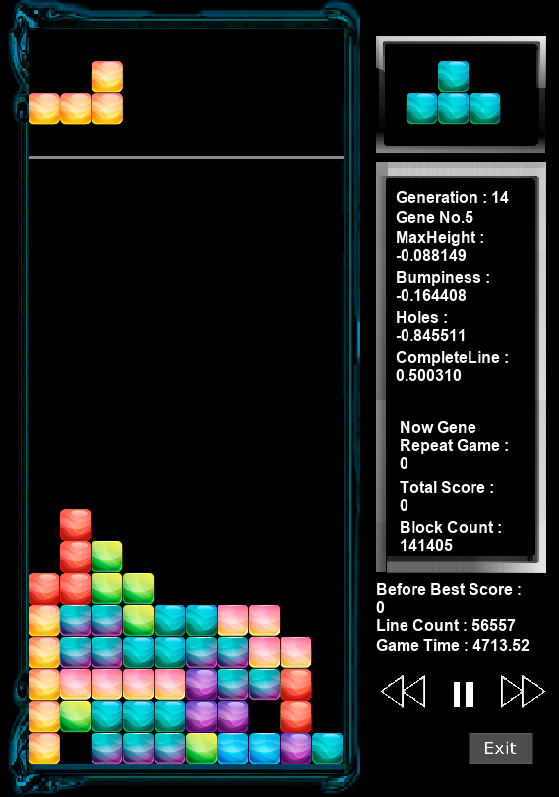 Generation : 14
Gene No.5
MaxHeight :
-0.088149
Bumpiness :
-0.164408
Holes :
-0.845511
CompleteLine :
0.500310
Now Gene
Repeat Game :
0
Total Score :
0
Block Count :
141405
Before Best Score :
0
Line Count : 56557
Game Time : 4713.52
Exit